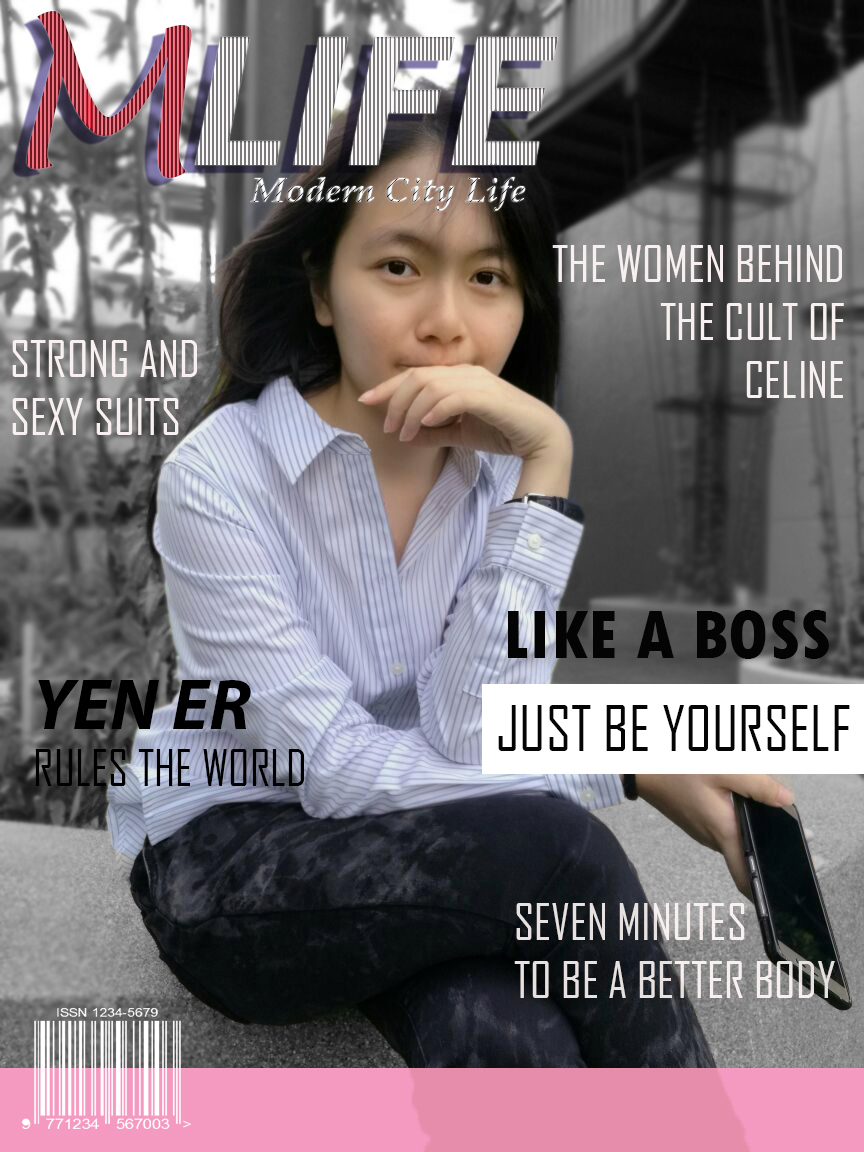 MLIFE
Modern City Life
THE WOMEN BEHIND
THE CULT OF
CELINE
STRONG AND
SEXY SUITS
LIKE A BOSS
JUST BE YOURSELF
YEN ER
RULES THE WORLD
SEVEN MINUTES
TO BE A BETTER BODY
ISSN 1234-5679
9 771234 567003 >